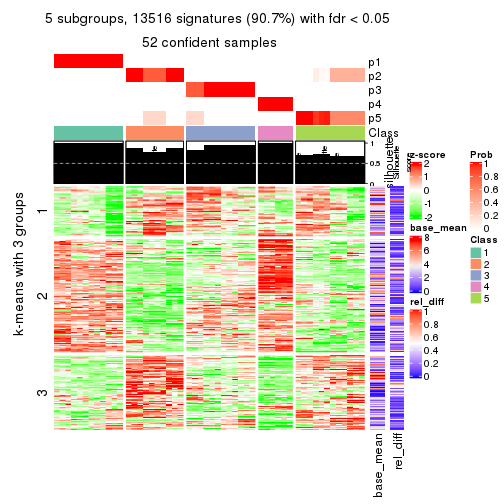 5 subgroups, 13516 signatures (90.7%) with fdr < 0.05
52 confident samples
p1
p2
p3
p4
p5
Class
1
0.5
0
silhouette
Silhouette
score
k-means with 3 groups
1
2
3
base_mean
rel_diff
z-score
2
1
0
-1
-2
base_mean
8
6
4
2
0
rel_diff
1
0.8
0.6
0.4
0.2
0
Prob
1
0.8
0.6
0.4
0.2
0
Class
1
2
3
4
5